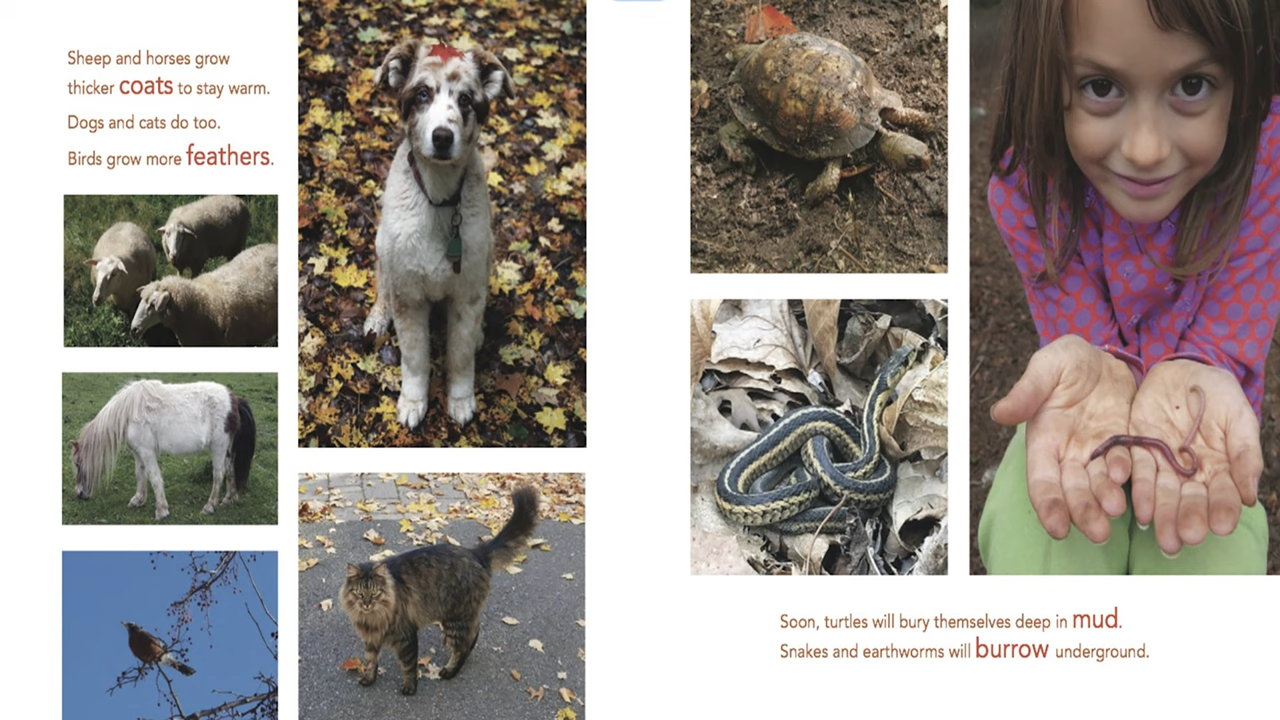 Sheep and horses grow
thicker coats to stay warm.
Dogs and cats do too.
Birds grow more feathers.
Soon, turtles will bury themselves deep in mud.
Snakes and earthworms will burrow underground.